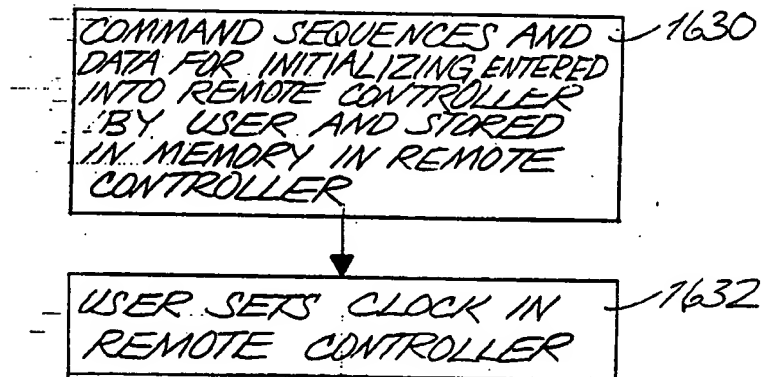 COMMAND SEQUENCES AND 1630
DATA FOR INITIALIZING ENTERED
INTO REMOTE CONTROLLER
BY USER AND STORED
IN MEMORY IN REMOTE
CONTROLLER
USER SETS CLOCK IN 1632
REMOTE CONTROLLER